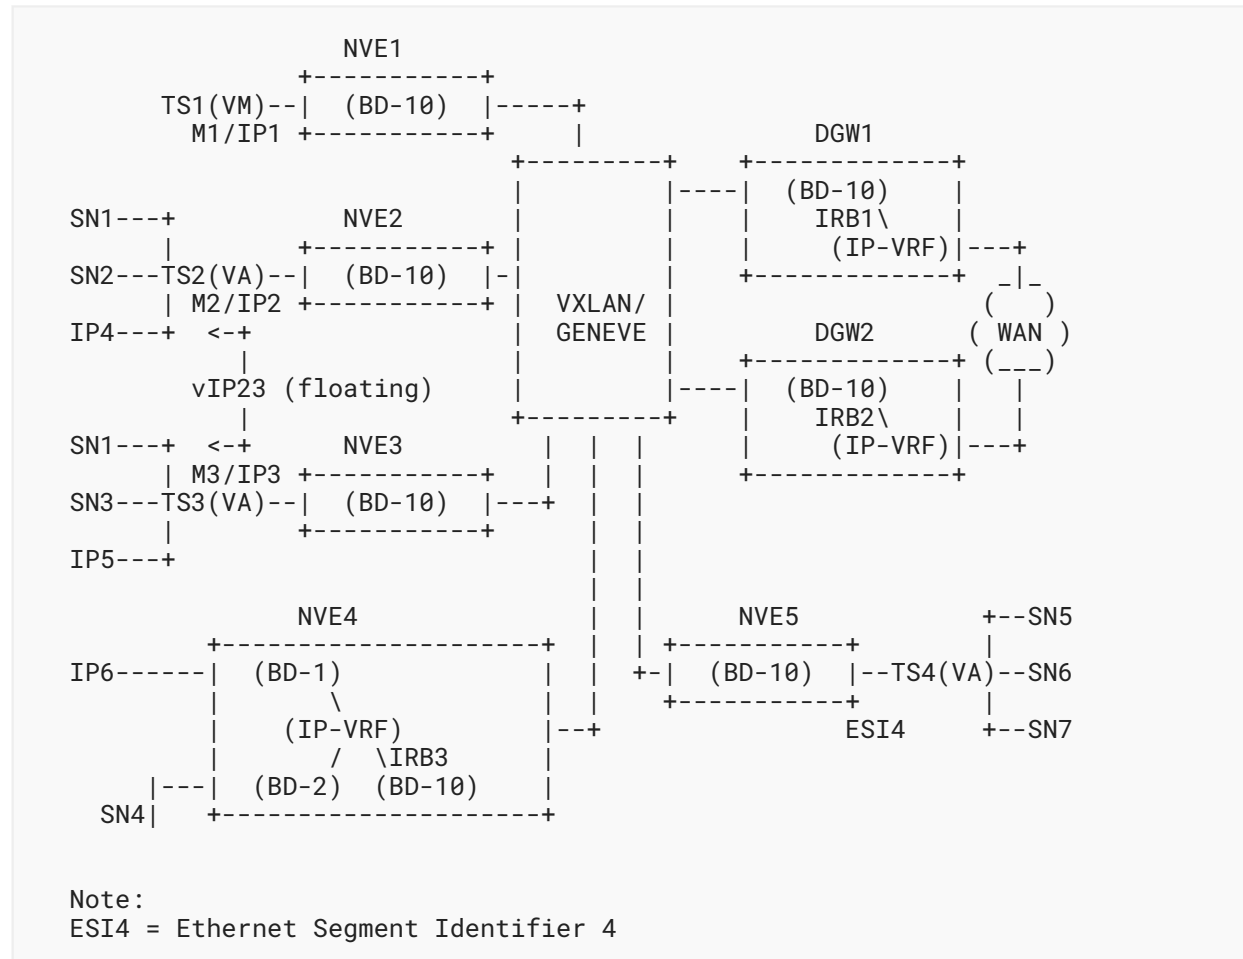 NVE1
               +-----------+
      TS1(VM)--|  (BD-10)  |-----+
        M1/IP1 +-----------+     |               DGW1
                             +---------+    +-------------+
                             |         |----|  (BD-10)    |
SN1---+           NVE2       |         |    |    IRB1\    |
      |        +-----------+ |         |    |     (IP-VRF)|---+
SN2---TS2(VA)--|  (BD-10)  |-|         |    +-------------+  _|_
      | M2/IP2 +-----------+ |  VXLAN/ |                    (   )
IP4---+  <-+                 |  GENEVE |         DGW2      ( WAN )
           |                 |         |    +-------------+ (___)
        vIP23 (floating)     |         |----|  (BD-10)    |   |
           |                 +---------+    |    IRB2\    |   |
SN1---+  <-+      NVE3         |  |  |      |     (IP-VRF)|---+
      | M3/IP3 +-----------+   |  |  |      +-------------+
SN3---TS3(VA)--|  (BD-10)  |---+  |  |
      |        +-----------+      |  |
IP5---+                           |  |
                                  |  |
               NVE4               |  |      NVE5            +--SN5
         +---------------------+  |  | +-----------+        |
IP6------|  (BD-1)             |  |  +-|  (BD-10)  |--TS4(VA)--SN6
         |       \             |  |    +-----------+        |
         |    (IP-VRF)         |--+                ESI4     +--SN7
         |       /  \IRB3      |
     |---|  (BD-2)  (BD-10)    |
  SN4|   +---------------------+
Note:
ESI4 = Ethernet Segment Identifier 4